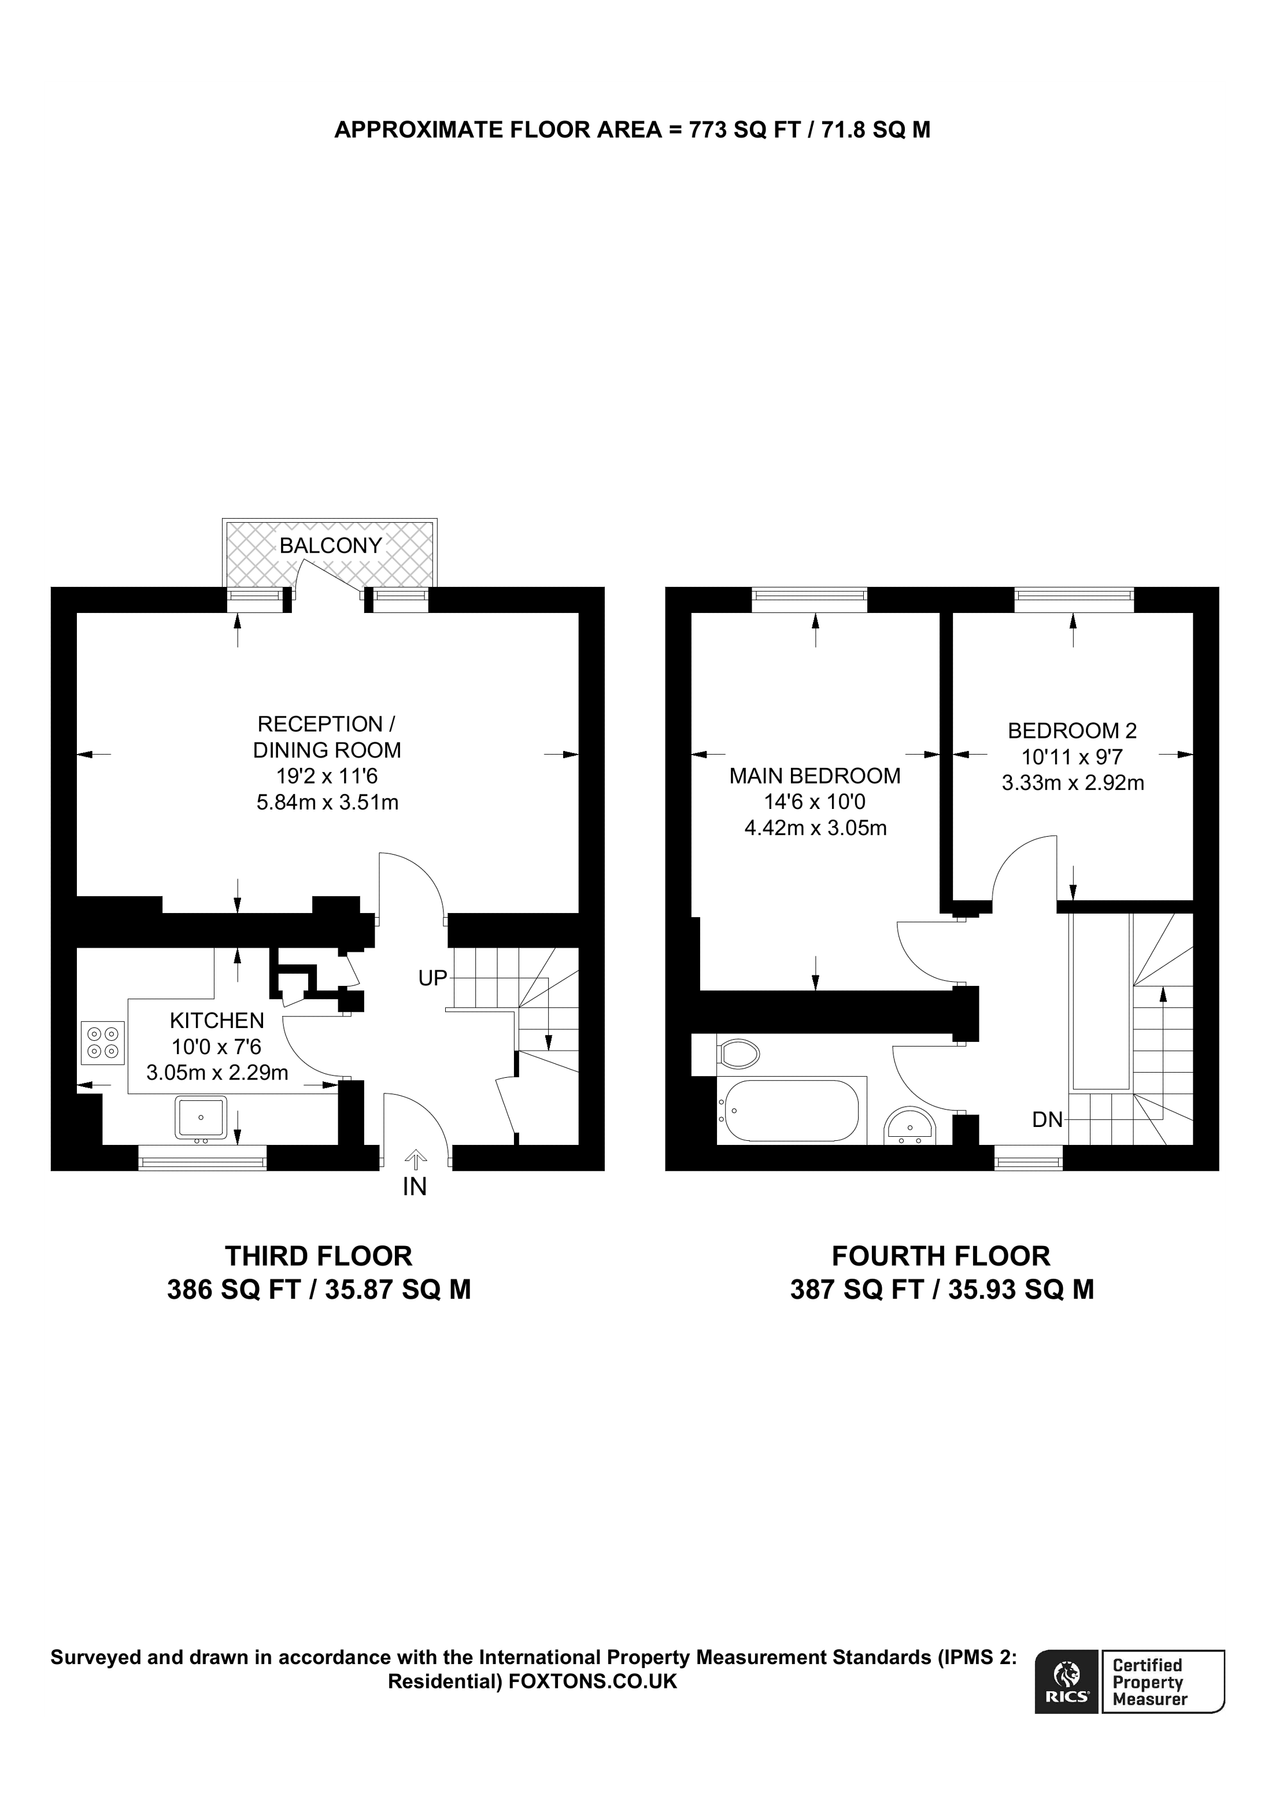 APPROXIMATE FLOOR AREA = 773 SQ FT / 71.8 SQ M
BALCONY
RECEPTION /
DINING ROOM
19'2 x 11'6
5.84m x 3.51m
UP
KITCHEN
10'0 x 7'6
3.05m x 2.29m
IN
THIRD FLOOR
386 SQ FT / 35.87 SQ M
MAIN BEDROOM
14'6 x 10'0
4.42m x 3.05m
BEDROOM 2
10'11 x 9'7
3.33m x 2.92m
DN
FOURTH FLOOR
387 SQ FT / 35.93 SQ M
Surveyed and drawn in accordance with the International Property Measurement Standards (IPMS 2:
Residential) FOXTONS.CO.UK
RICS
Certified
Property
Measurer